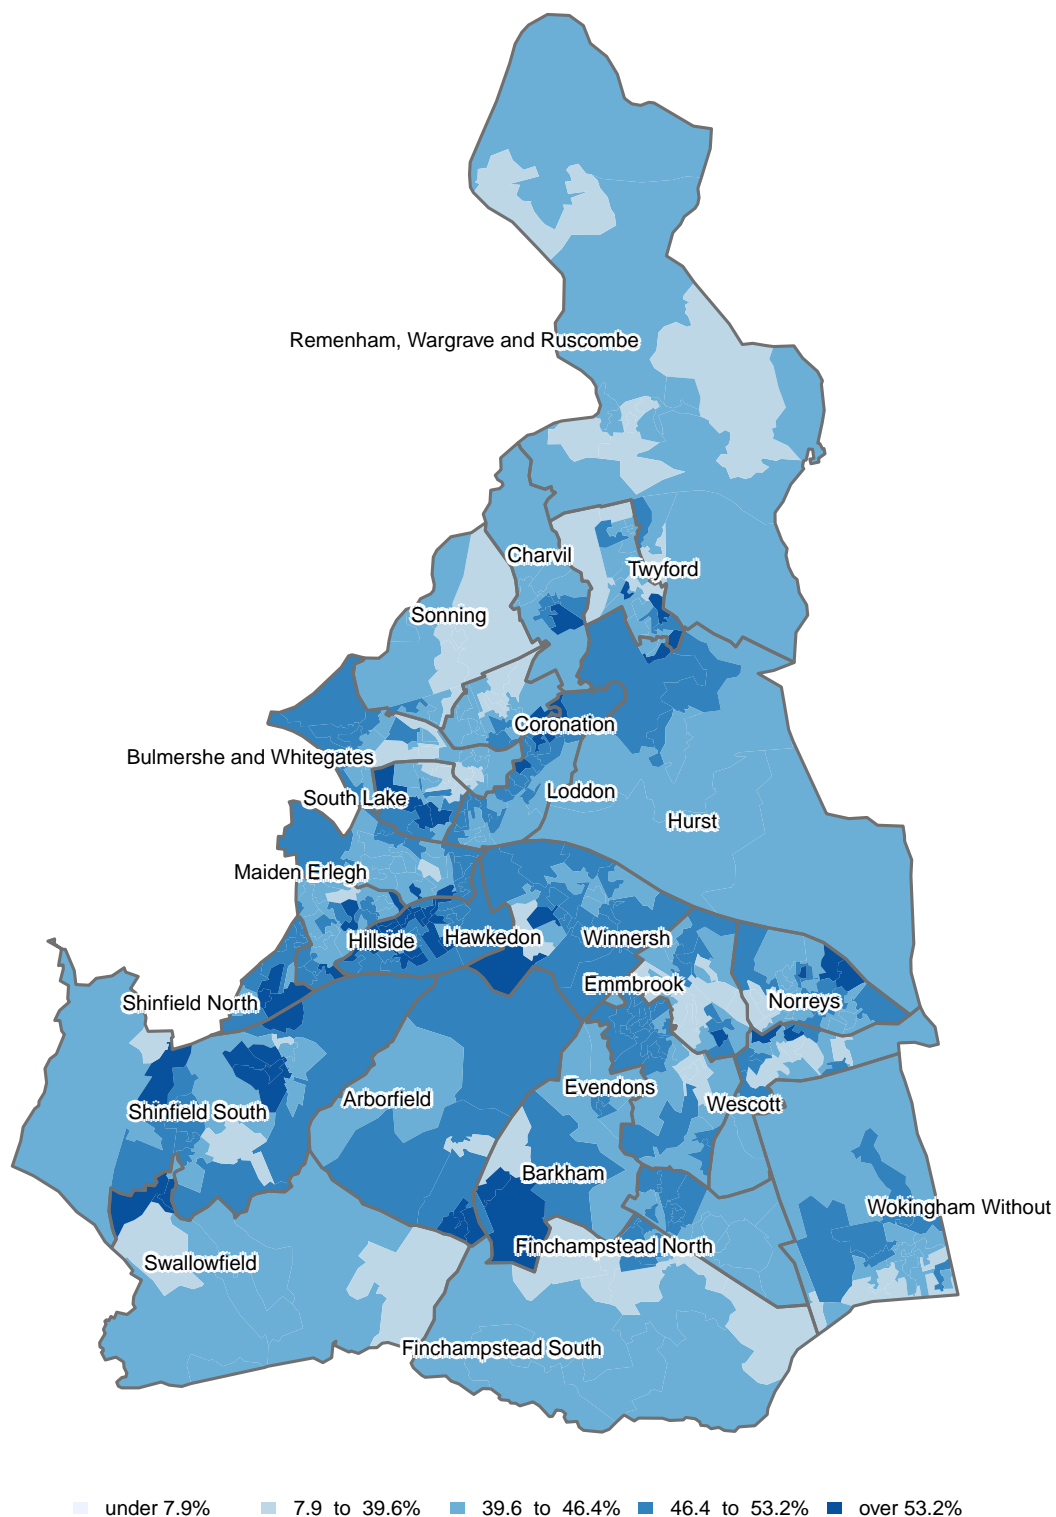 Remenham, Wargrave and Ruscombe
Charvil
Twyford
Sonning
Coronation
Bulmershe and Whitegates
South Lake
Loddon
Hurst
Maiden Erlegh
Hillside
Hawkedon
Winnersh
Emmbrook
Shinfield North
Norreys
Evendons
Arborfield
Wescott
Shinfield South
Barkham
Wokingham Without
Finchampstead North
Swallowfield
Finchampstead South
under 7.9% 7.9 to 39.6% 39.6 to 46.4% 46.4 to 53.2% over 53.2%